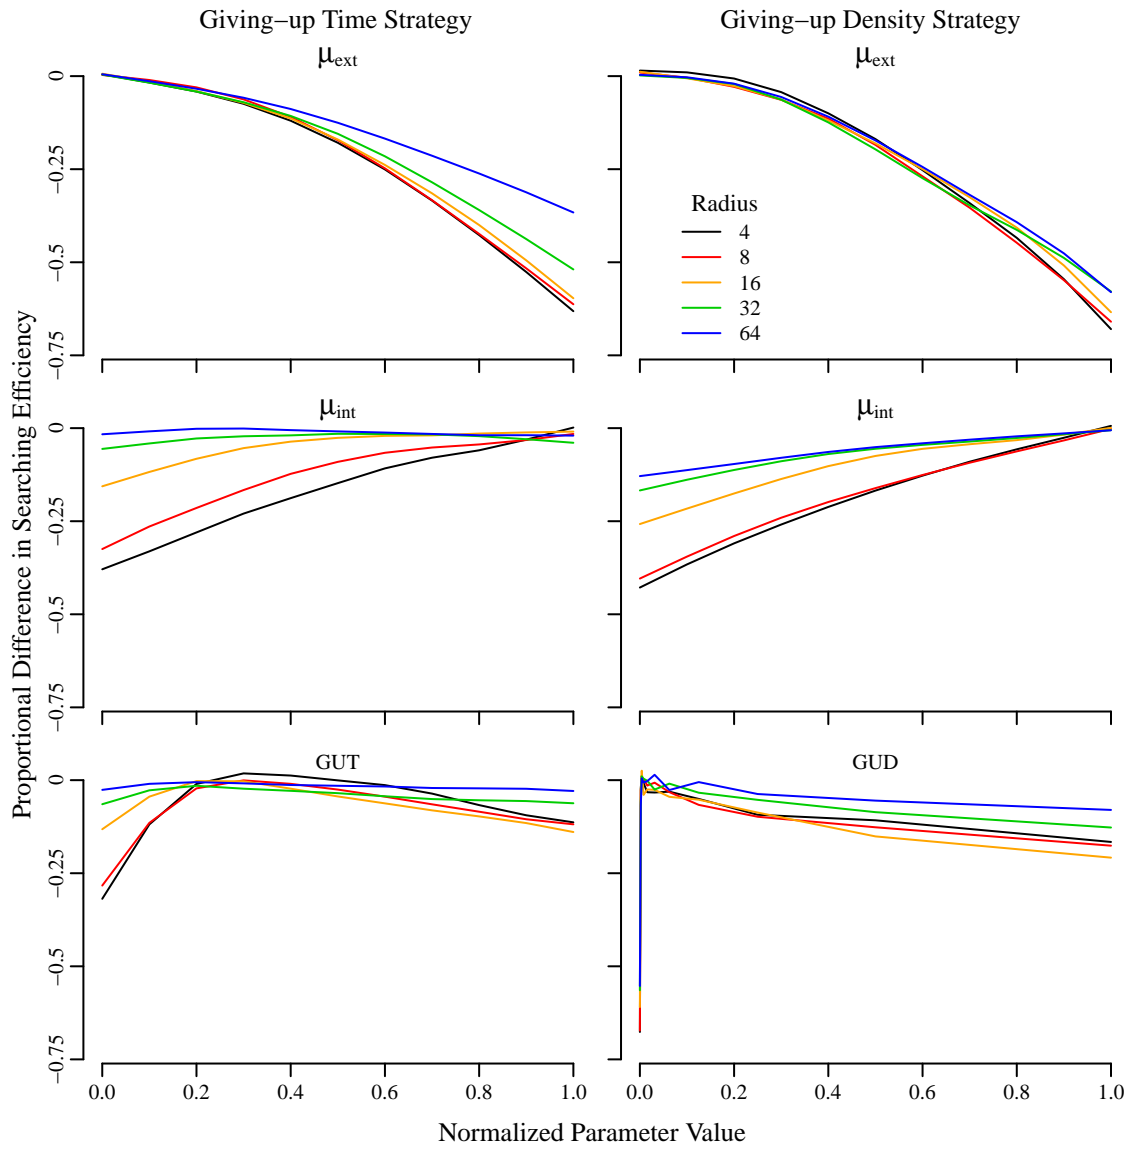 Giving−up Time Strategy
Giving−up Density Strategy
μext
μext
0
−0.25
−0.5
−0.75
Radius
4
8
16
32
64
μint
μint
0
−0.25
−0.5
−0.75
Proportional Difference in Searching Efficiency
GUT
GUD
0
−0.25
−0.5
−0.75
0.0 0.2 0.4 0.6 0.8 1.0
0.0 0.2 0.4 0.6 0.8 1.0
Normalized Parameter Value